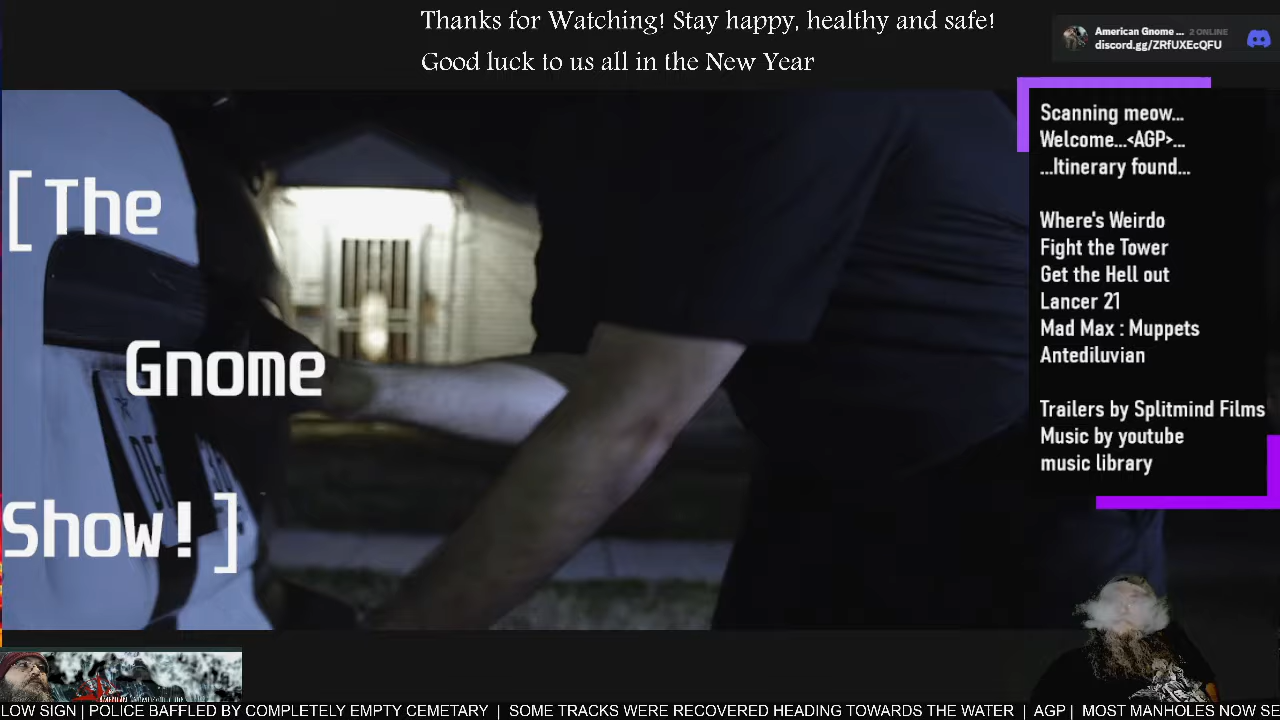 Thanks for Watching! Stay happy, healthy and safe!
Good luck to us all in the New Year
American Gnome ... 2 ONLINE
discord.gg/ZRfUXEcQFU
Scanning meow...
Welcome...<AGP>...
...Itinerary found...
Where's Weirdo
Fight the Tower
Get the Hell out
Lancer 21
Mad Max : Muppets
Antediluvian
Trailers by Splitmind Films
Music by youtube
music library
[The
Gnome
Show!]
LOW SIGN | POLICE BAFFLED BY COMPLETELY EMPTY CEMETARY | SOME TRACKS WERE RECOVERED HEADING TOWARDS THE WATER | AGP | MOST MANHOLES NOW SE